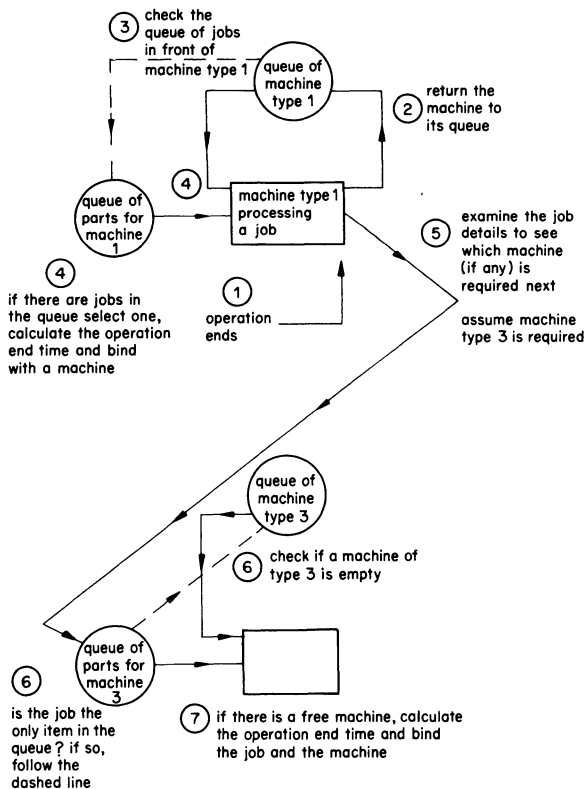 3
check the
queue of jobs
in front of
machine type 1
queue of
machine
type 1
2
return the
machine to
its queue
queue of
parts for
machine
1
4
machine type 1
processing
a job
5
examine the job
details to see
which machine
(if any) is
required next
assume machine
type 3 is required
4
if there are jobs in
the queue select one,
calculate the operation
end time and bind
with a machine
1
operation
ends
queue of
machine
type 3
6
check if a machine of
type 3 is empty
queue of
parts for
machine
3
6
is the job the
only item in the
queue? if so,
follow the
dashed line
7
if there is a free machine, calculate
the operation end time and bind
the job and the machine